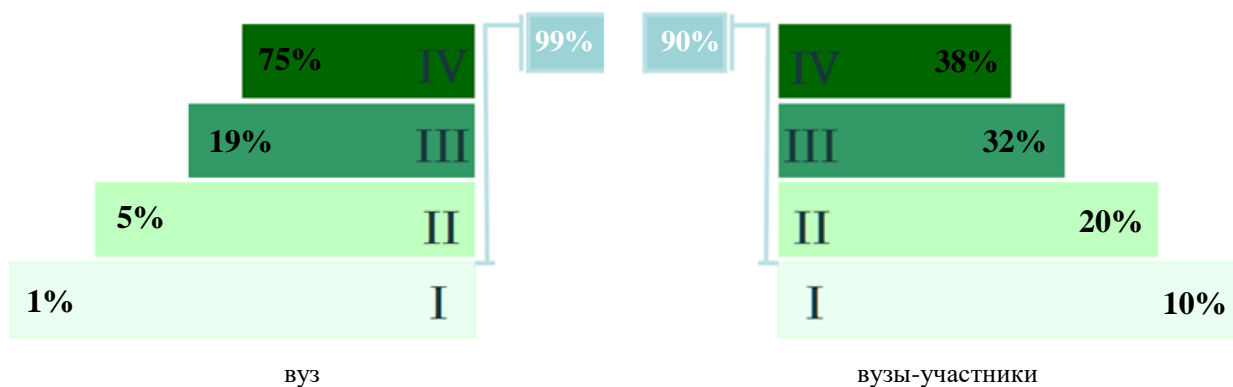 99% 90%
75% IV IV 38%
19% III III 32%
5% II II 20%
1% I I 10%
вуз вузы-участники